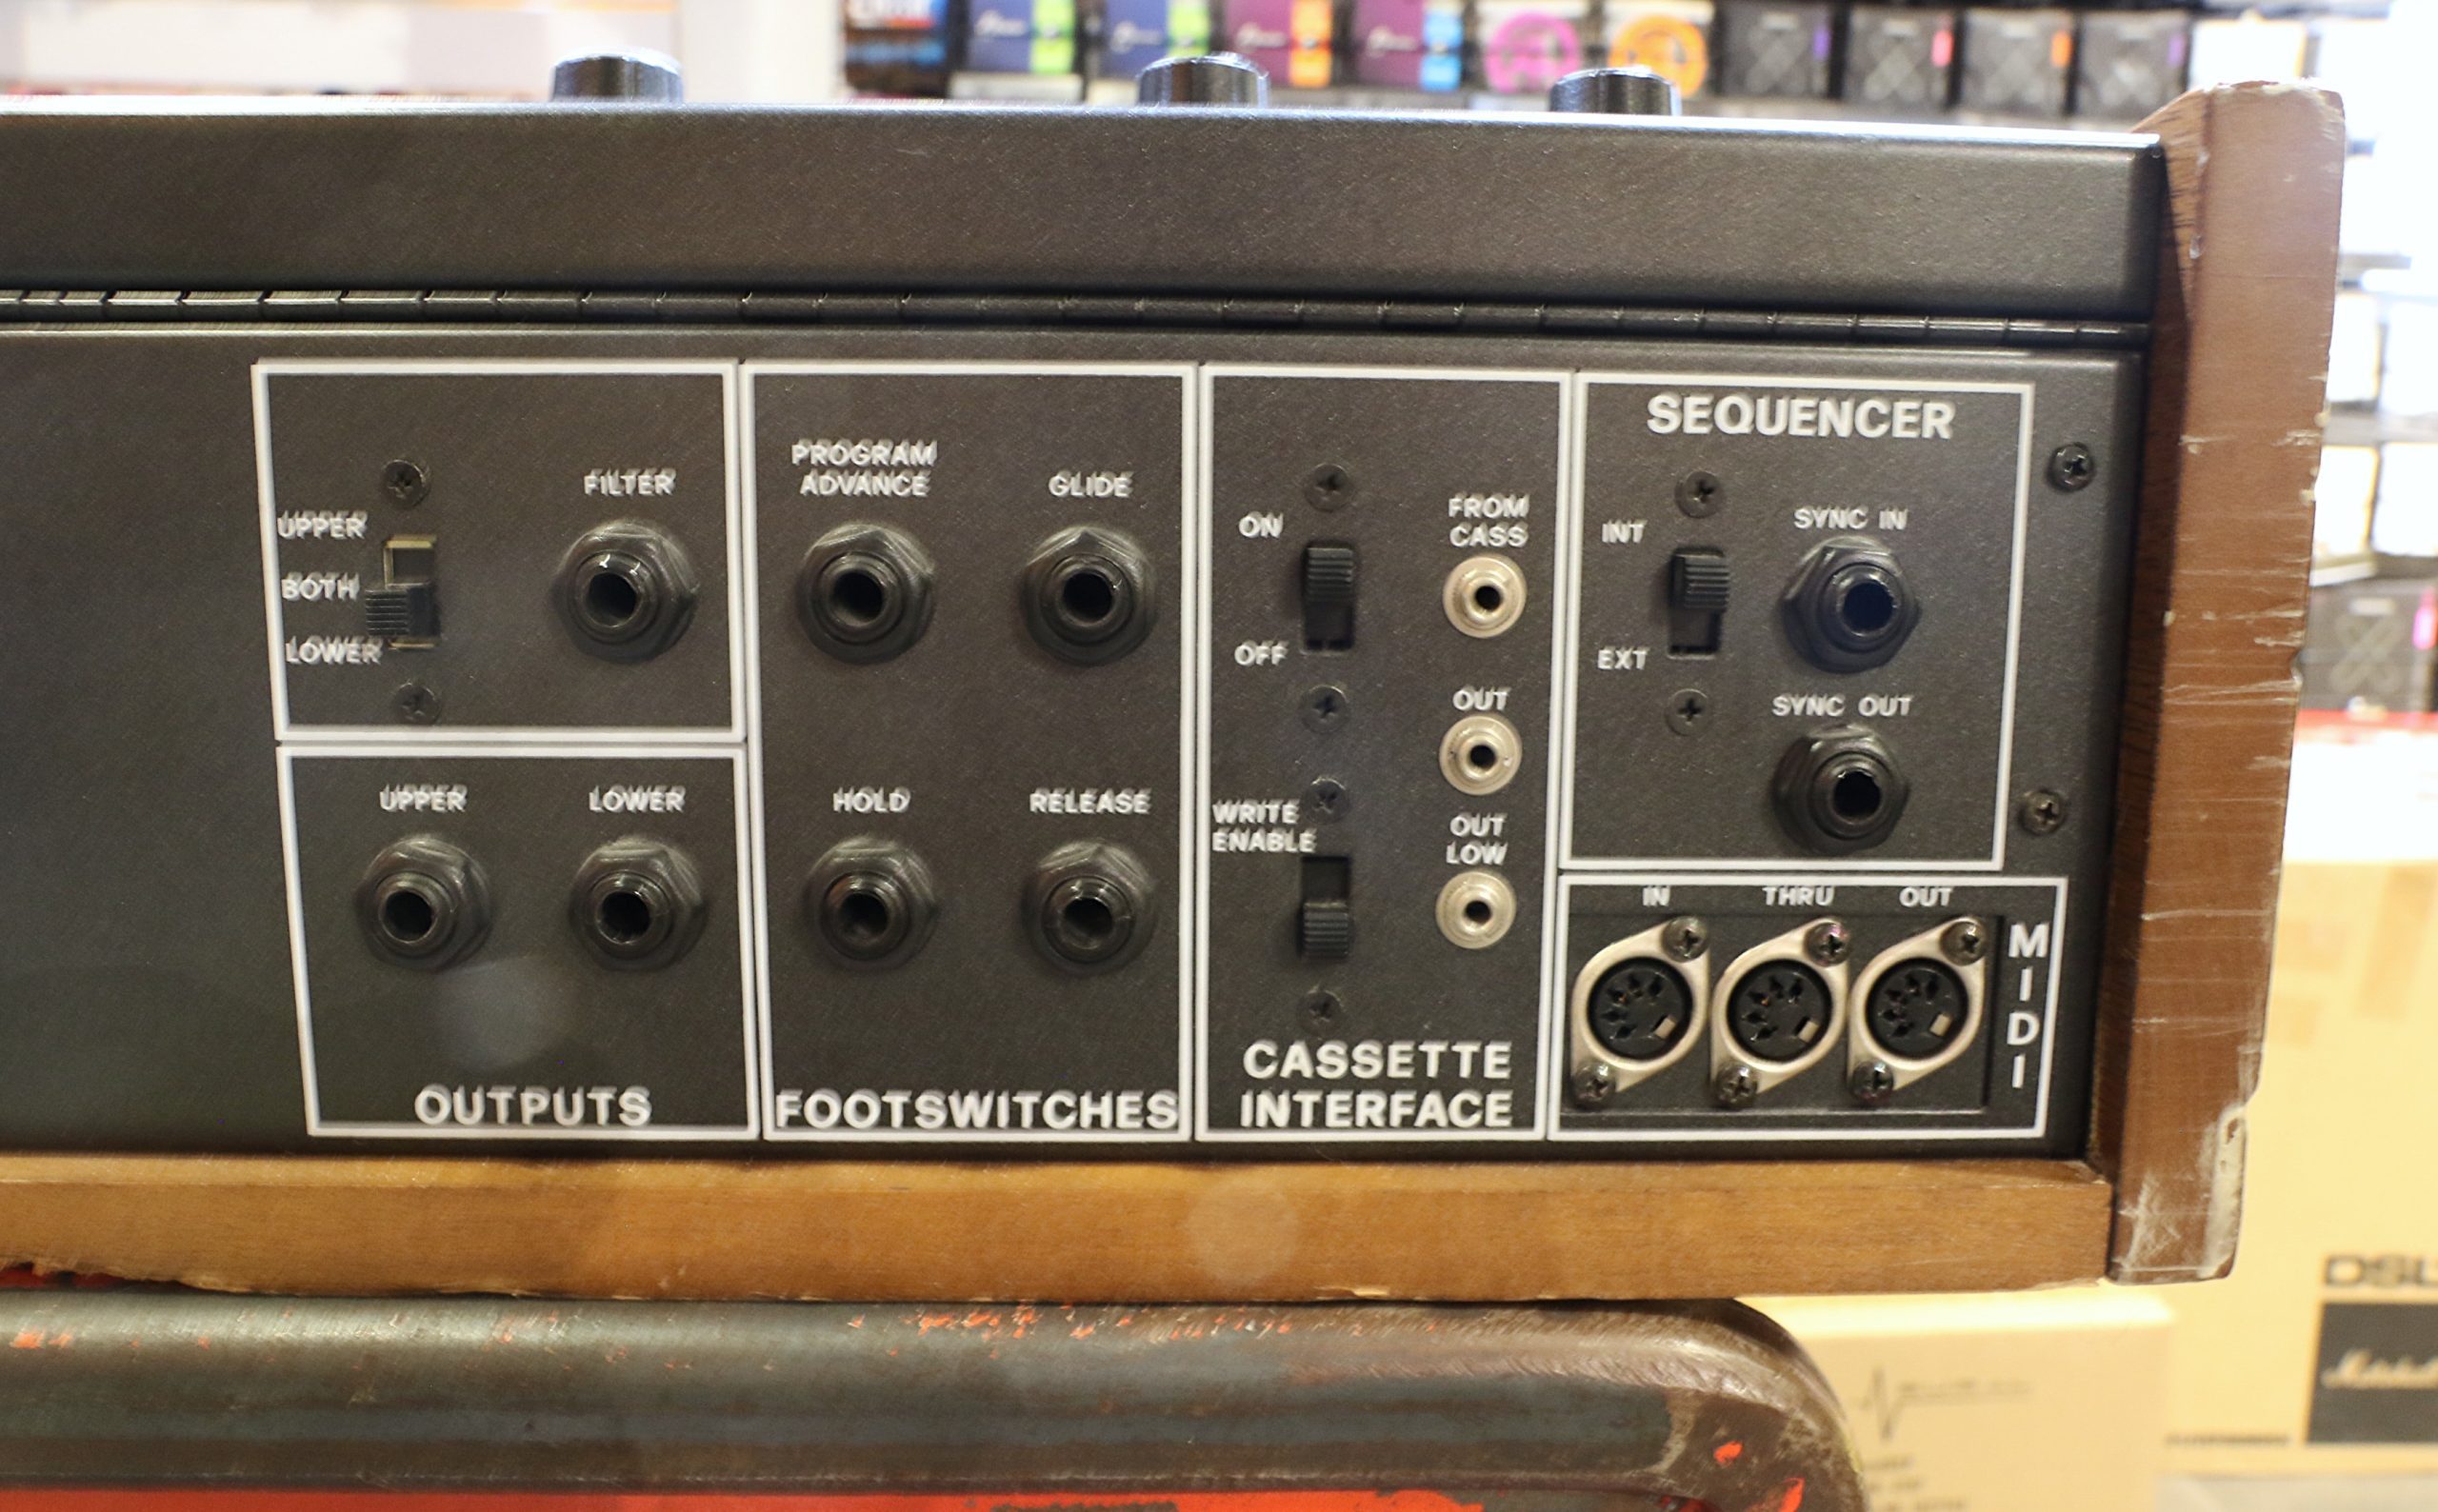 FILTER
UPPER
BOTH
LOWER
UPPER
LOWER
OUTPUTS
PROGRAM
ADVANCE
GLIDE
HOLD
RELEASE
FOOTSWITCHES
ON
OFF
FROM
CASS
OUT
WRITE
ENABLE
OUT
LOW
CASSETTE
INTERFACE
SEQUENCER
INT
EXT
SYNC IN
SYNC OUT
IN THRU OUT
MIDI
Marshall